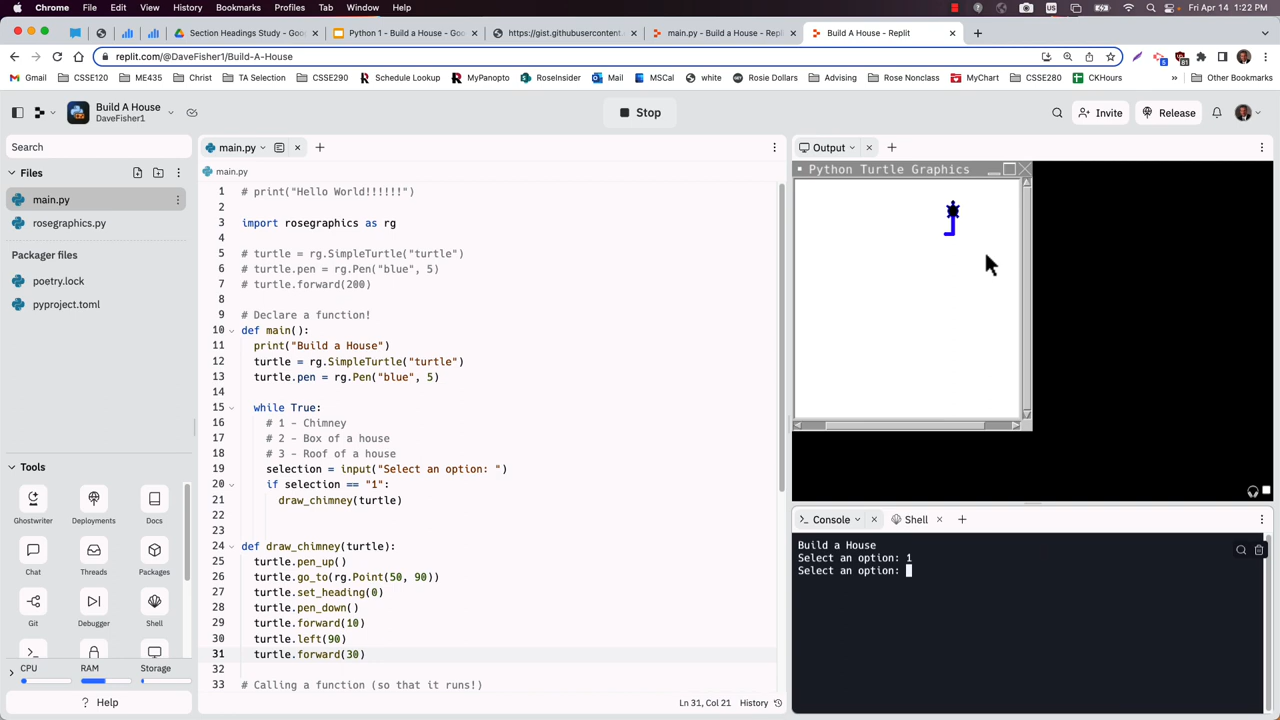 Chrome File Edit View History Bookmarks Profiles Tab Window Help
Fri Apr 14 1:22 PM
Section Headings Study - Goo
Python 1 - Build a House - Goo
https://gist.githubusercontent.
main.py - Build a House - Repl
Build A House - Replit
replit.com/@DaveFisher1/Build-A-House
Gmail CSSE120 ME435 Christ TA Selection CSSE290 Schedule Lookup MyPanopto RoseInsider Mail MSCal white Rosie Dollars Advising Rose Nonclass MyChart CSSE280 CKHours » Other Bookmarks
Build A House
DaveFisher1
Stop
Invite
Release
Search
Files
main.py
rosegraphics.py
Packager files
poetry.lock
pyproject.toml
Tools
Ghostwriter Deployments Docs
Chat Threads Packages
Git Debugger Shell
CPU RAM Storage
? Help
main.py
main.py
1 # print("Hello World!!!!!!")
2
3 import rosegraphics as rg
4
5 # turtle = rg.SimpleTurtle("turtle")
6 # turtle.pen = rg.Pen("blue", 5)
7 # turtle.forward(200)
8
9 # Declare a function!
10 def main():
11 print("Build a House")
12 turtle = rg.SimpleTurtle("turtle")
13 turtle.pen = rg.Pen("blue", 5)
14
15 while True:
16 # 1 - Chimney
17 # 2 - Box of a house
18 # 3 - Roof of a house
19 selection = input("Select an option: ")
20 if selection == "1":
21 draw_chimney(turtle)
22
23
24 def draw_chimney(turtle):
25 turtle.pen_up()
26 turtle.go_to(rg.Point(50, 90))
27 turtle.set_heading(0)
28 turtle.pen_down()
29 turtle.forward(10)
30 turtle.left(90)
31 turtle.forward(30)
32
33 # Calling a function (so that it runs!)
Ln 31, Col 21 History
Output
Python Turtle Graphics
Console
Shell
Build a House
Select an option: 1
Select an option: